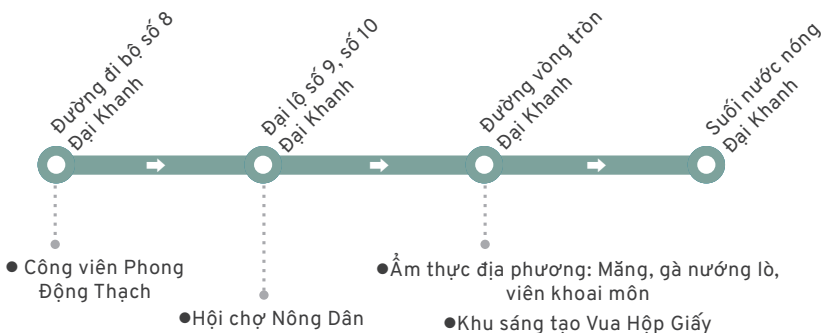 Đường đi bộ số 8
Đại Khanh
Đại lộ số 9, số 10
Đại Khanh
Đường vòng tròn
Đại Khanh
Suối nước nóng
Đại Khanh
● Công viên Phong
Động Thạch
●Hội chợ Nông Dân
●Ẩm thực địa phương: Măng, gà nướng lò,
viên khoai môn
●Khu sáng tạo Vua Hộp Giấy